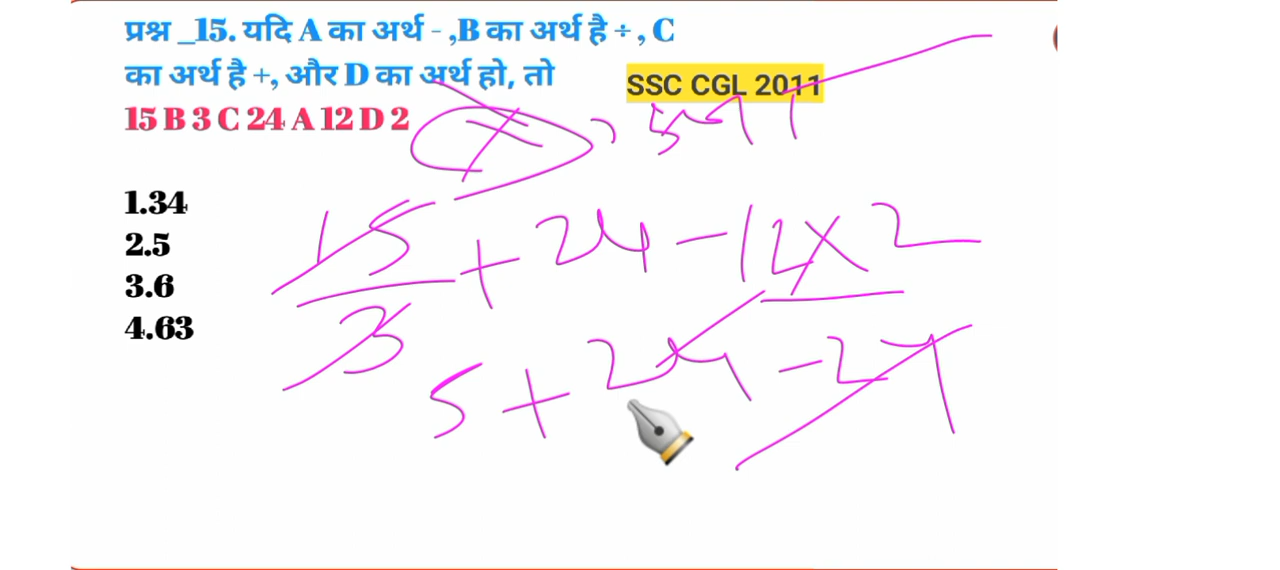 प्रश्न _15. यदि A का अर्थ - ,B का अर्थ है ÷ , C
का अर्थ है +, और D का अर्थ हो, तो
SSC CGL 2011
15 B 3 C 24 A 12 D 2
1.34
2.5
3.6
4.63
15/3 + 24 - 12 × 2
5 + 24 - 24